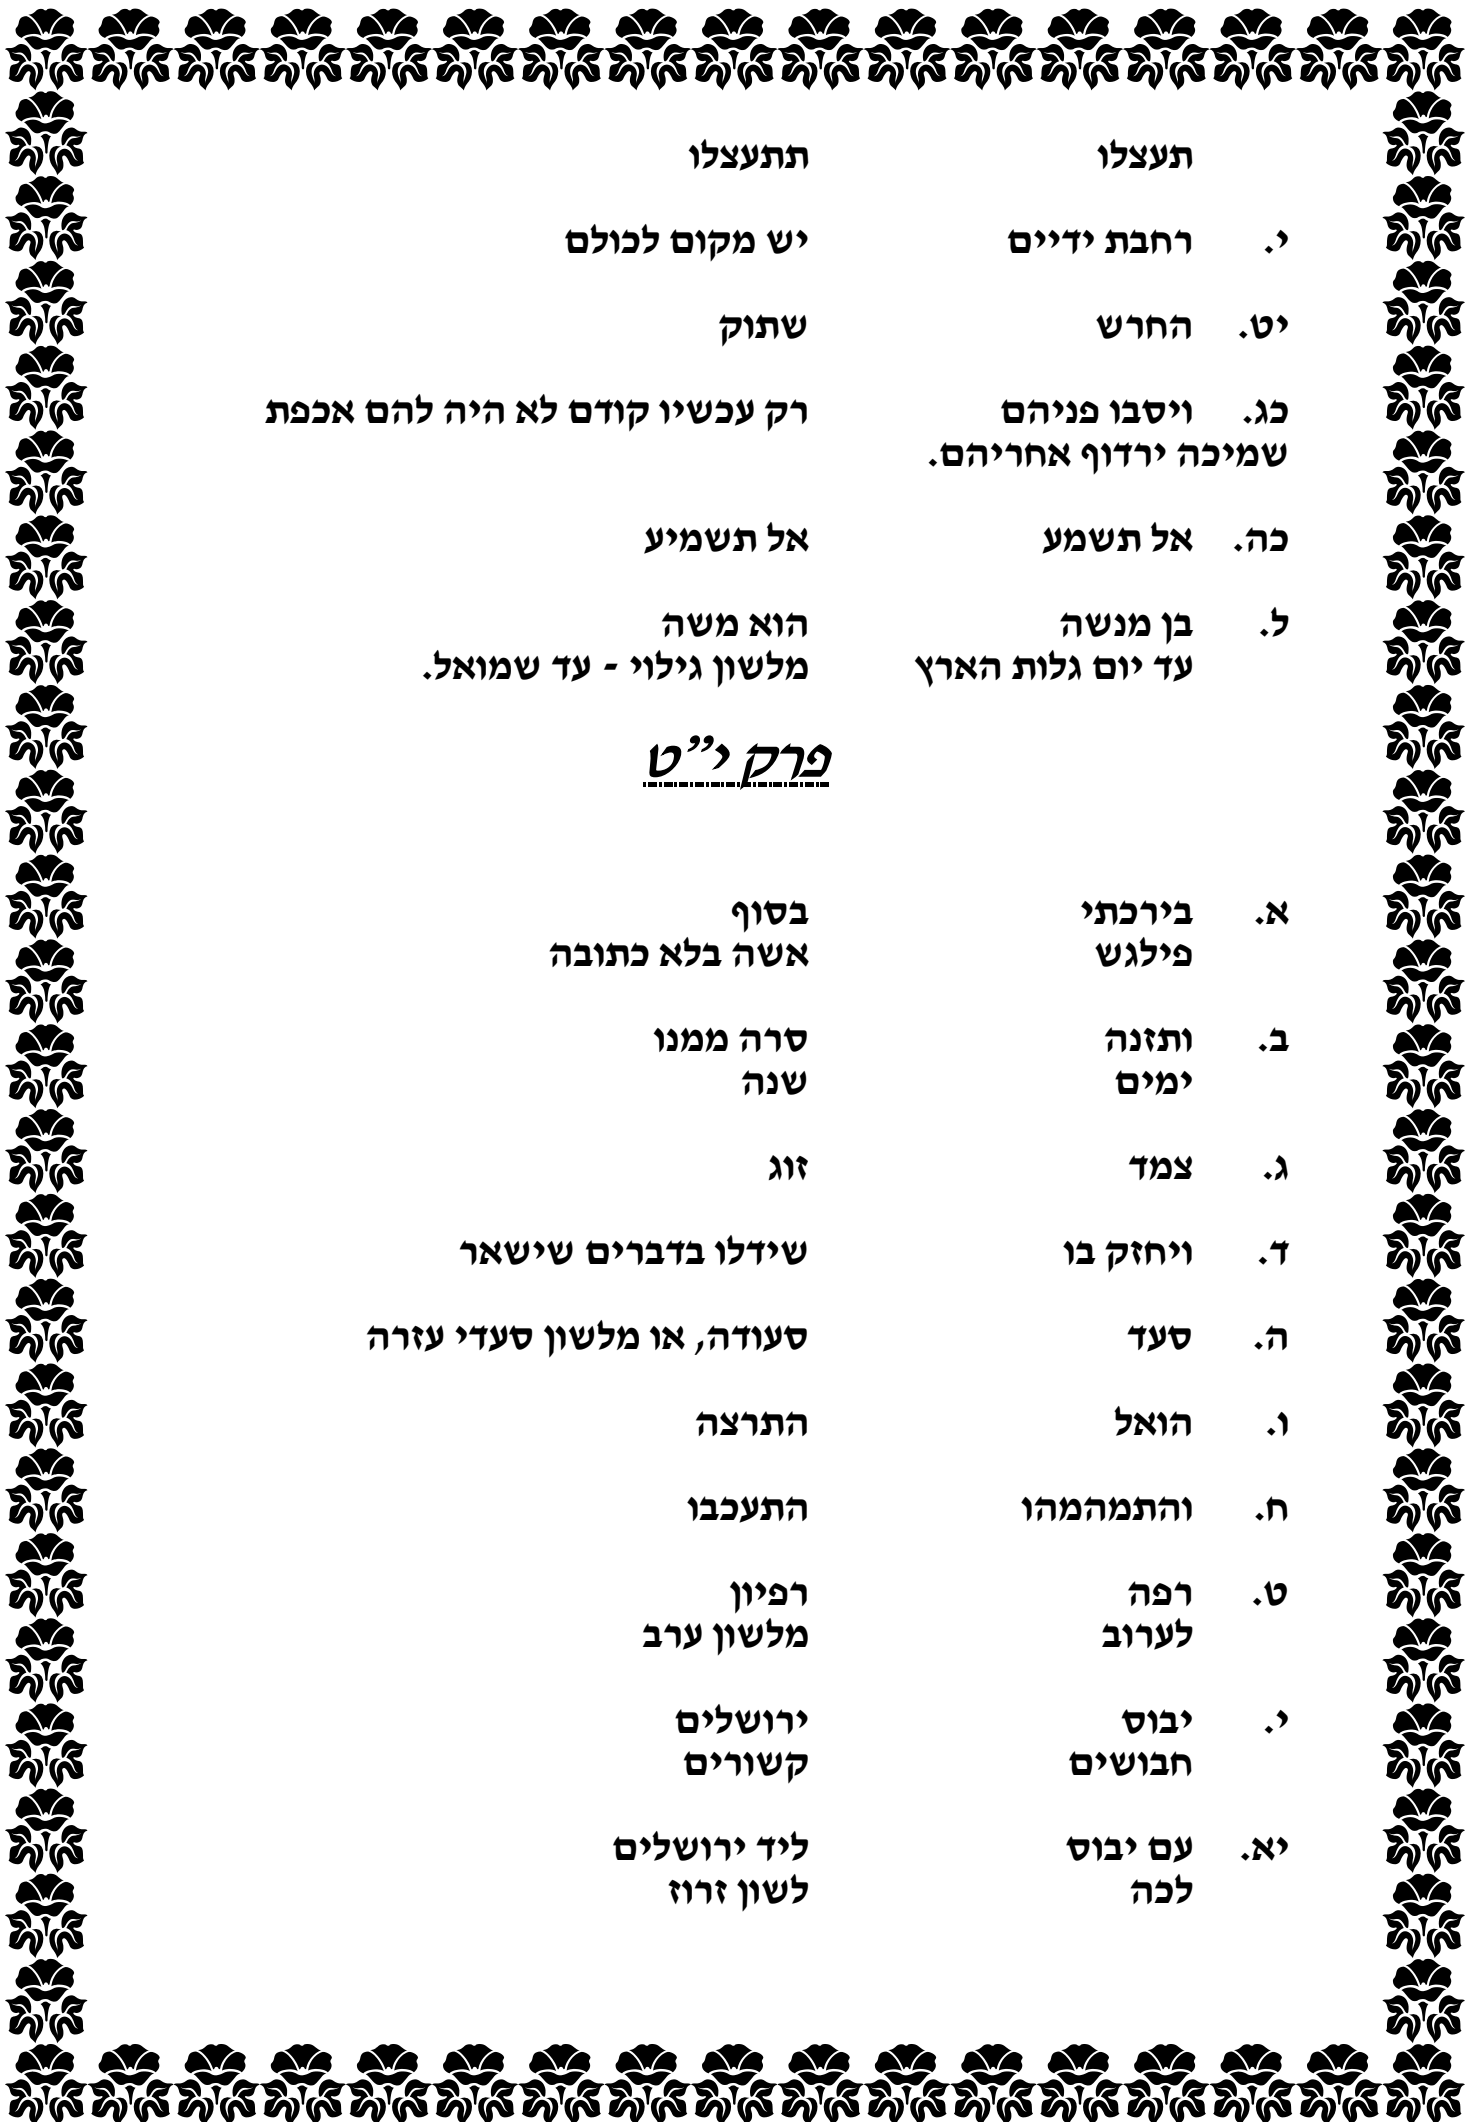 תעצלו תתעצלו
י. רחבת ידיים יש מקום לכולם
יט. החרש שתוק
כג. ויסבו פניהם רק עכשיו קודם לא היה להם אכפת
שמיכה ירדוף אחריהם.
כה. אל תשמע אל תשמיע
ל. בן מנשה הוא משה
עד יום גלות הארץ מלשון גילוי - עד שמואל.
פרק י"ט
א. בירכתי בסוף
פילגש אשה בלא כתובה
ב. ותזנה סרה ממנו
ימים שנה
ג. צמד זוג
ד. ויחזק בו שידלו בדברים שישאר
ה. סעד סעודה, או מלשון סעדי עזרה
ו. הואל התרצה
ח. והתמהמהו התעכבו
ט. רפה רפיון
לערוב מלשון ערב
י. יבוס ירושלים
חבושים קשורים
יא. עם יבוס ליד ירושלים
לכה לשון זרוז